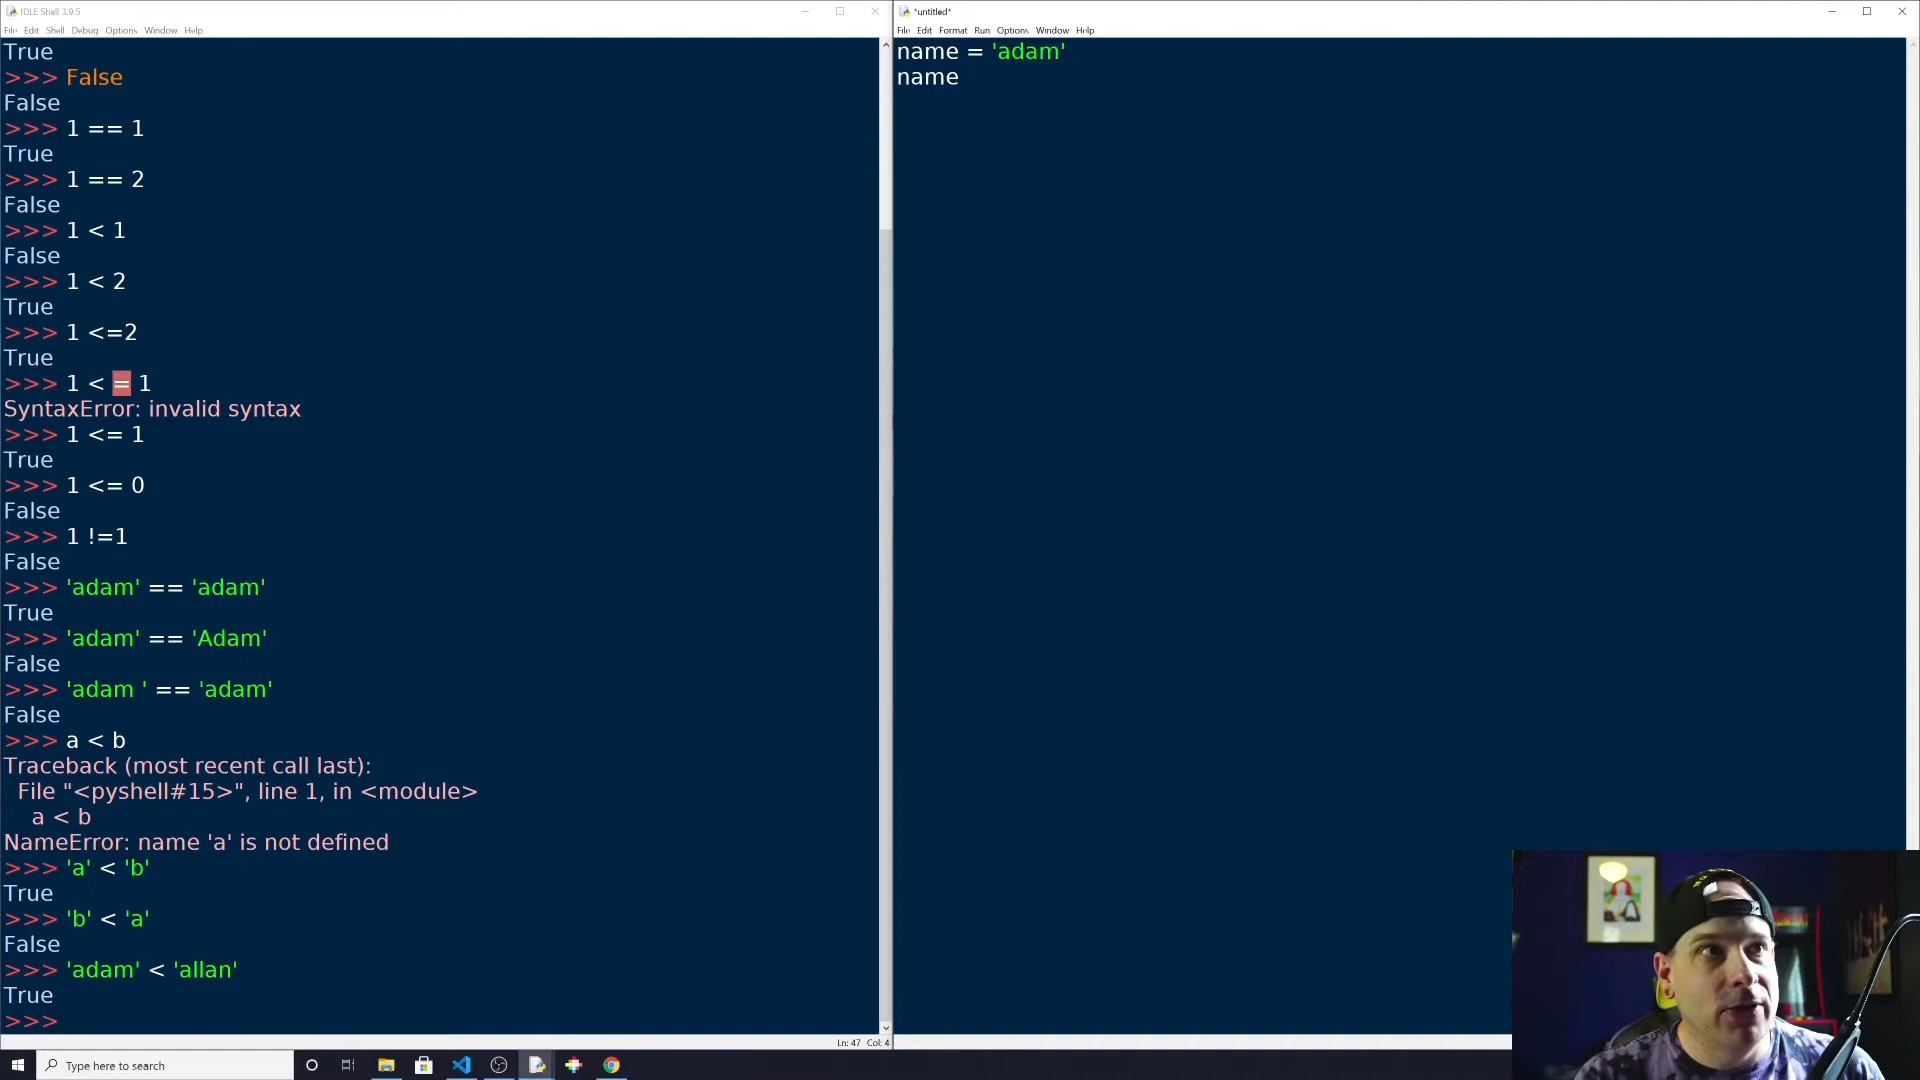 IDLE Shell 3.9.5
File Edit Shell Debug Options Window Help
True
>>> False
False
>>> 1 == 1
True
>>> 1 == 2
False
>>> 1 < 1
False
>>> 1 < 2
True
>>> 1 <=2
True
>>> 1 < = 1
SyntaxError: invalid syntax
>>> 1 <= 1
True
>>> 1 <= 0
False
>>> 1 !=1
False
>>> 'adam' == 'adam'
True
>>> 'adam' == 'Adam'
False
>>> 'adam ' == 'adam'
False
>>> a < b
Traceback (most recent call last):
  File "<pyshell#15>", line 1, in <module>
    a < b
NameError: name 'a' is not defined
>>> 'a' < 'b'
True
>>> 'b' < 'a'
False
>>> 'adam' < 'allan'
True
>>>
Ln: 47 Col: 4
*untitled*
File Edit Format Run Options Window Help
name = 'adam'
name
Type here to search